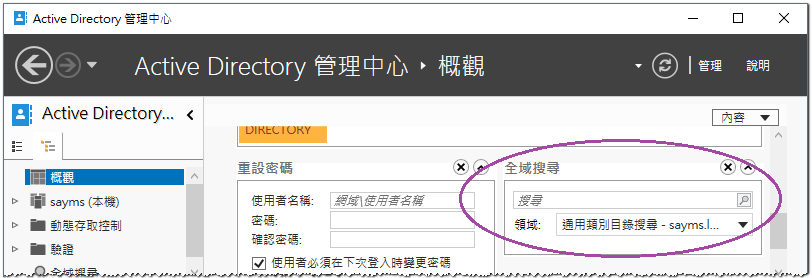 Active Directory 管理中心
Active Directory 管理中心 ‣ 概觀
管理
說明
Active Directory...
內容
概觀
sayms (本機)
動態存取控制
驗證
全域搜尋
DIRECTORY
重設密碼
使用者名稱:
網域\使用者名稱
密碼:
確認密碼:
使用者必須在下次登入時變更密碼
全域搜尋
搜尋
領域:
通用類別目錄搜尋 - sayms.l...